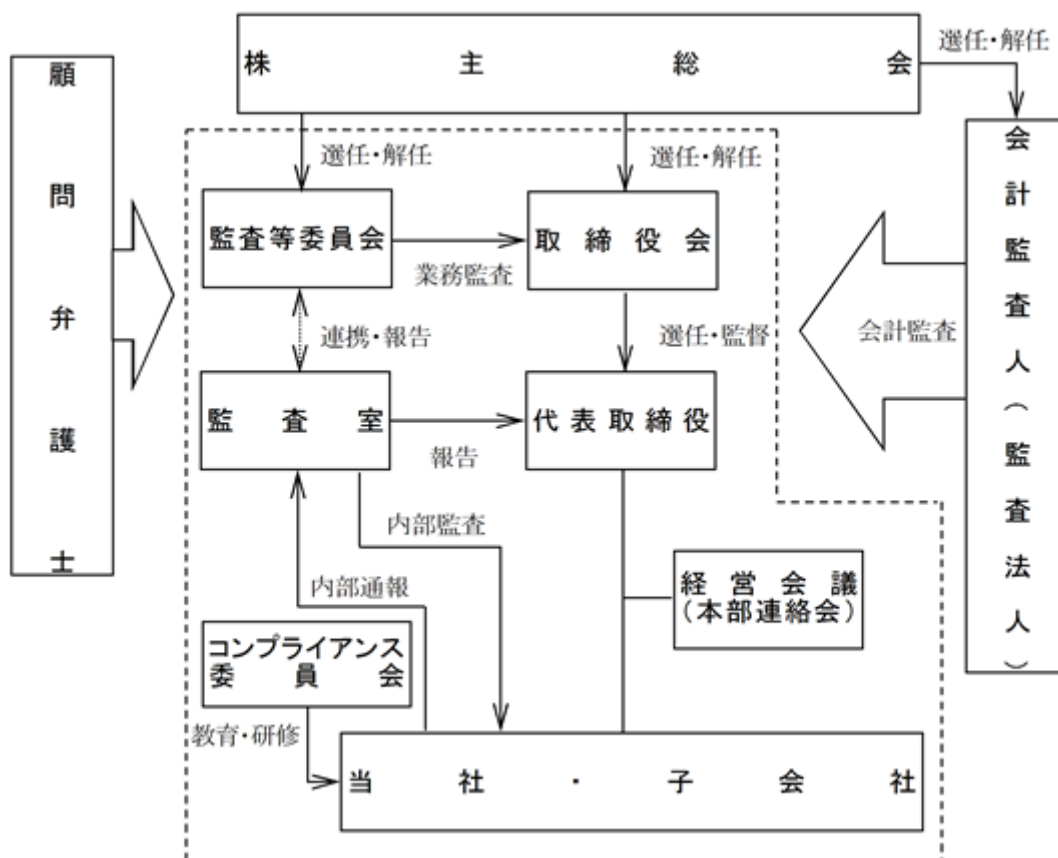 株主総会
選任・解任
顧問弁護士
会計監査人(監査法人)
選任・解任
選任・解任
監査等委員会
取締役会
業務監査
会計監査
連携・報告
選任・監督
監査室
代表取締役
報告
内部監査
内部通報
経営会議
(本部連絡会)
コンプライアンス
委員会
教育・研修
当社・子会社